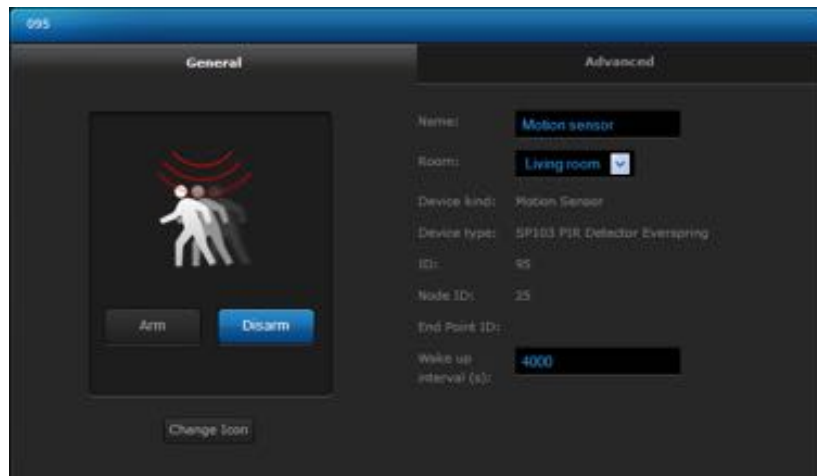 095
General
Advanced
Name: Motion sensor
Room: Living room
Device kind: Motion Sensor
Device type: SP103 PIR Detector Everspring
ID: 95
Node ID: 25
End Point ID:
Wake up
interval (s): 4000
Arm
Disarm
Change Icon